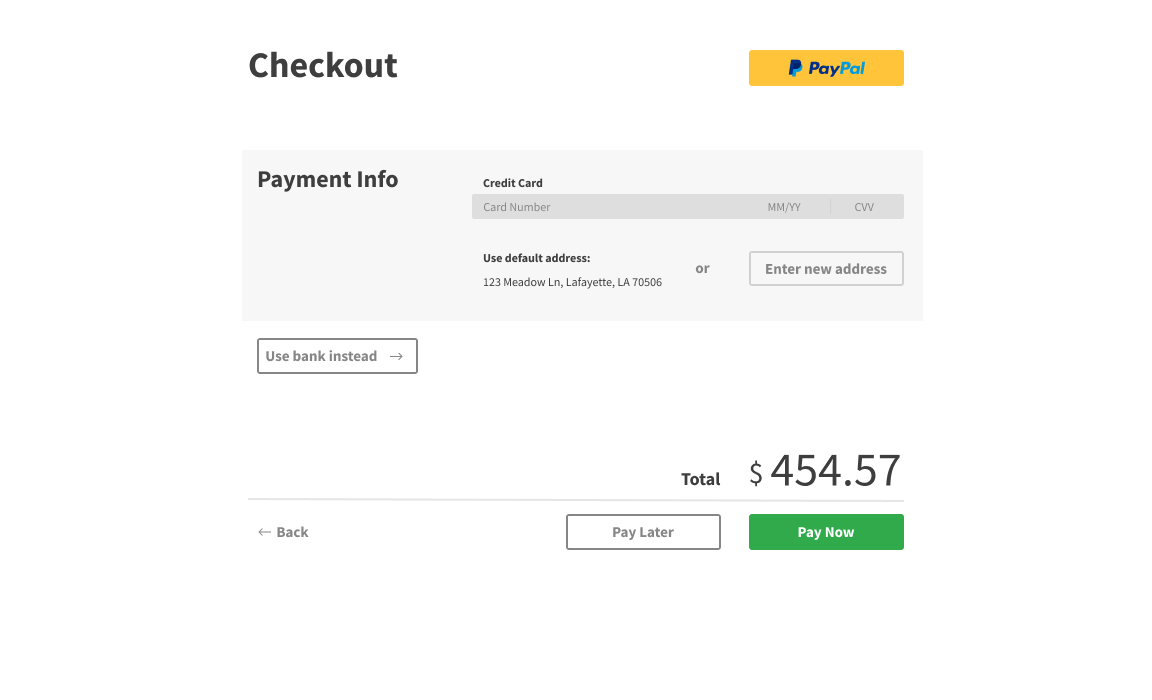 Checkout
PayPal
Payment Info
Credit Card
Card Number MM/YY CVV
Use default address:
123 Meadow Ln, Lafayette, LA 70506
or
Enter new address
Use bank instead →
Total $ 454.57
← Back
Pay Later
Pay Now